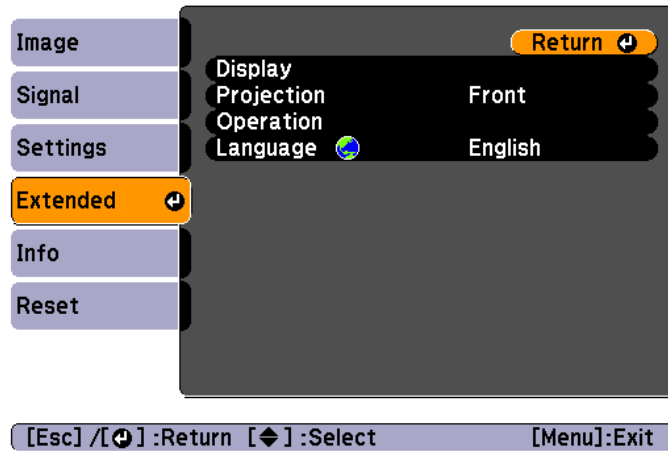 Image
Signal
Settings
Extended
Info
Reset
Return
Display
Projection Front
Operation
Language English
[Esc] /[ ] :Return [ ] :Select [Menu]:Exit